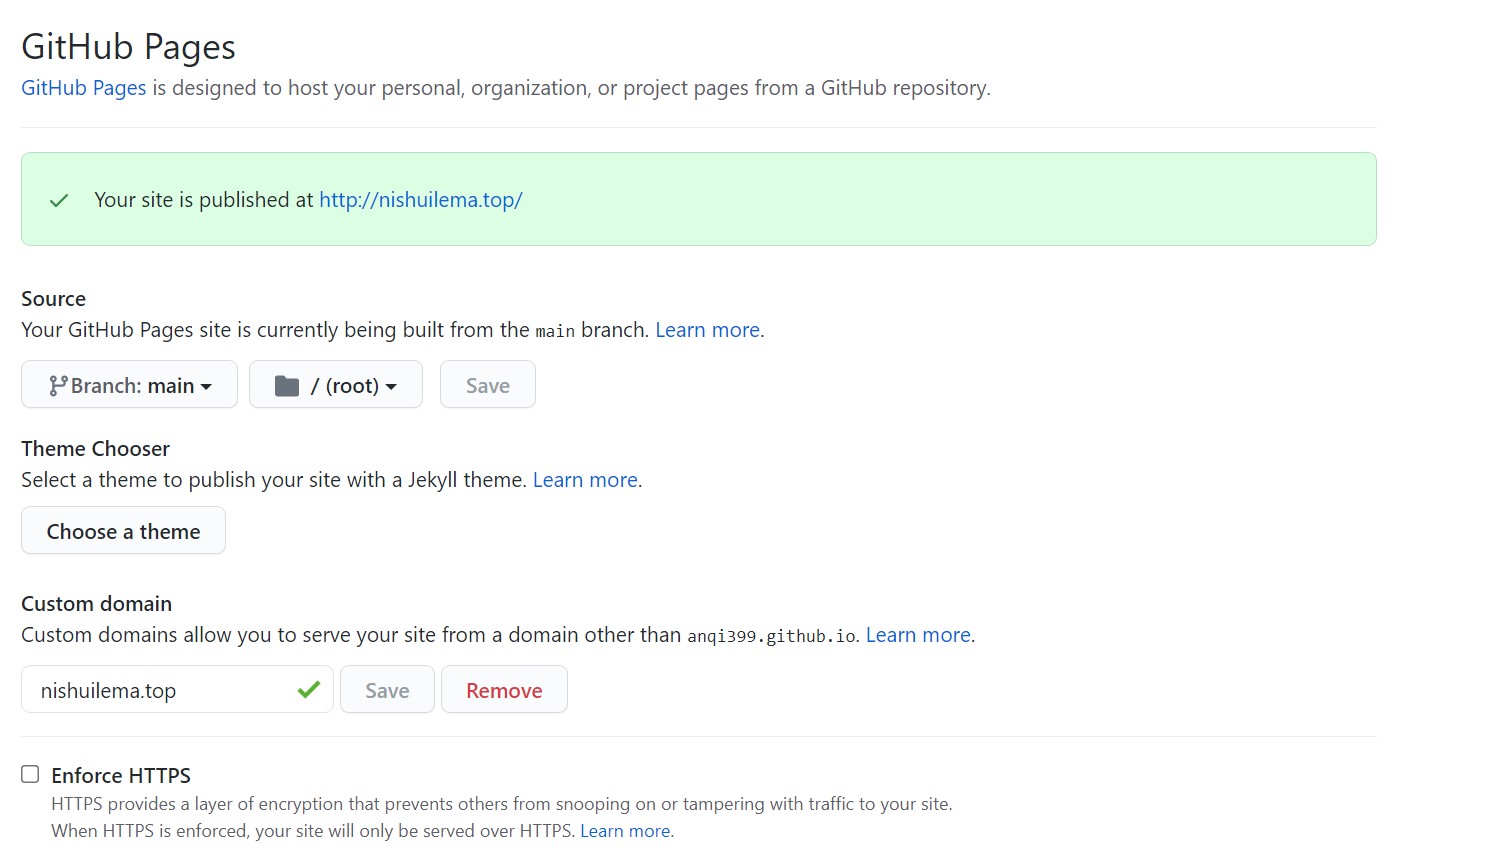 GitHub Pages
GitHub Pages is designed to host your personal, organization, or project pages from a GitHub repository.
Your site is published at http://nishuilema.top/
Source
Your GitHub Pages site is currently being built from the main branch. Learn more.
Branch: main
/ (root)
Save
Theme Chooser
Select a theme to publish your site with a Jekyll theme. Learn more.
Choose a theme
Custom domain
Custom domains allow you to serve your site from a domain other than anqi399.github.io. Learn more.
nishuilema.top
Save
Remove
Enforce HTTPS
HTTPS provides a layer of encryption that prevents others from snooping on or tampering with traffic to your site.
When HTTPS is enforced, your site will only be served over HTTPS. Learn more.